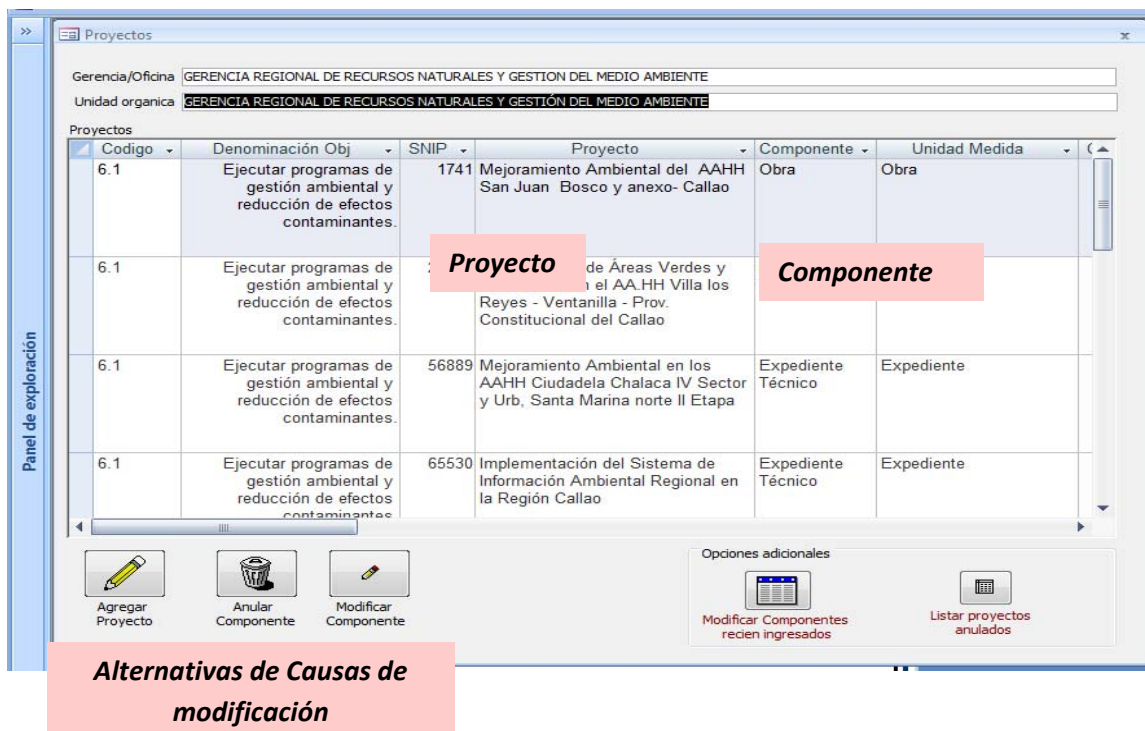 »
Proyectos
x
Gerencia/Oficina GERENCIA REGIONAL DE RECURSOS NATURALES Y GESTION DEL MEDIO AMBIENTE
Unidad organica GERENCIA REGIONAL DE RECURSOS NATURALES Y GESTIÓN DEL MEDIO AMBIENTE
Proyectos
Codigo Denominación Obj SNIP Proyecto Componente Unidad Medida
6.1 Ejecutar programas de 1741 Mejoramiento Ambiental del AAHH Obra Obra
gestión ambiental y San Juan Bosco y anexo- Callao
reducción de efectos
contaminantes.
Proyecto
Componente
6.1 Ejecutar programas de de Áreas Verdes y
gestión ambiental y el AA.HH Villa los
reducción de efectos Reyes - Ventanilla - Prov.
contaminantes. Constitucional del Callao
6.1 Ejecutar programas de 56889 Mejoramiento Ambiental en los Expediente Expediente
gestión ambiental y AAHH Ciudadela Chalaca IV Sector Técnico
reducción de efectos y Urb, Santa Marina norte II Etapa
contaminantes.
6.1 Ejecutar programas de 65530 Implementación del Sistema de Expediente Expediente
gestión ambiental y Información Ambiental Regional en Técnico
reducción de efectos la Región Callao
contaminantes
Panel de exploración
Agregar Proyecto
Anular Componente
Modificar Componente
Opciones adicionales
Modificar Componentes
recien ingresados
Listar proyectos
anulados
Alternativas de Causas de
modificación